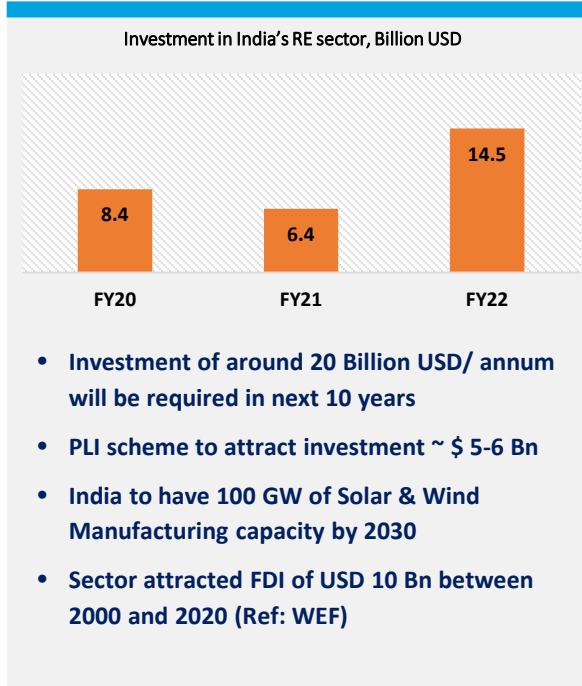 Investment in India's RE sector, Billion USD
8.4
6.4
14.5
FY20
FY21
FY22
• Investment of around 20 Billion USD/ annum
will be required in next 10 years
• PLI scheme to attract investment ~ $ 5-6 Bn
• India to have 100 GW of Solar & Wind
Manufacturing capacity by 2030
• Sector attracted FDI of USD 10 Bn between
2000 and 2020 (Ref: WEF)